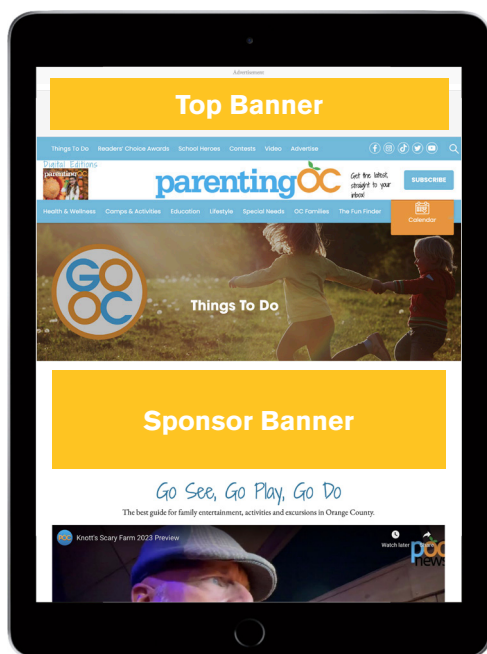 Advertisement
Top Banner
Things To Do Readers' Choice Awards School Heroes Contests Video Advertise
Digital Editions
parentingOC
parentingOC
Get the latest,
straight to your
inbox!
SUBSCRIBE
Health & Wellness Camps & Activities Education Lifestyle Special Needs OC Families The Fun Finder
Calendar
GO
OC
Things To Do
Sponsor Banner
Go See, Go Play, Go Do
The best guide for family entertainment, activities and excursions in Orange County.
POC
Knott's Scary Farm 2023 Preview
Watch later
poc
news